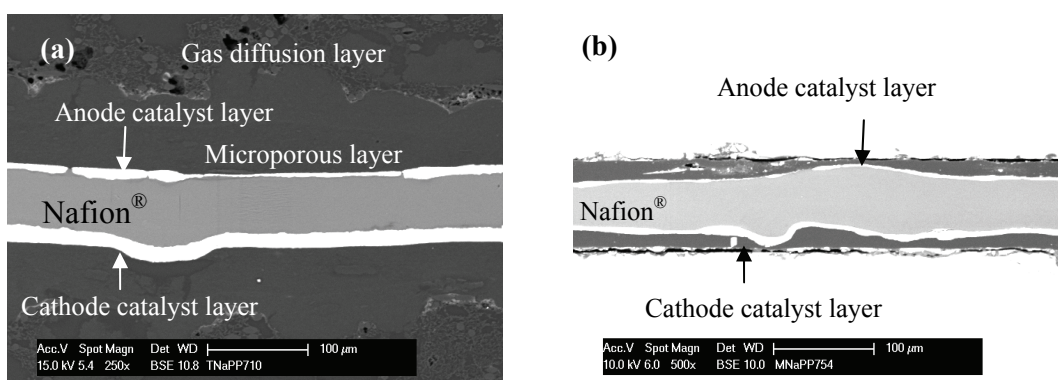 (a)
Gas diffusion layer
Anode catalyst layer
Microporous layer
Nafion®
Cathode catalyst layer
Acc.V Spot Magn Det WD 100 µm
15.0 kV 5.4 250x BSE 10.8 TNaPP710
(b)
Anode catalyst layer
Nafion®
Cathode catalyst layer
Acc.V Spot Magn Det WD 100 µm
10.0 kV 6.0 500x BSE 10.0 MNaPP754